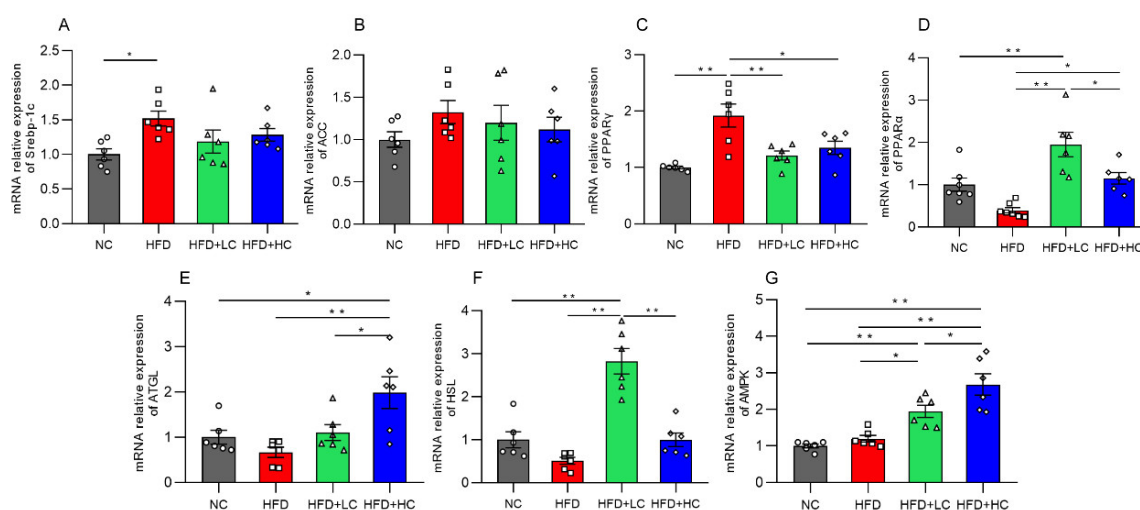 A
mRNA relative expression
of Srebp-1c
2.5
2.0
1.5
1.0
0.5
0.0
*
NC
HFD
HFD+LC
HFD+HC
B
mRNA relative expression
of ACC
2.0
1.5
1.0
0.5
0.0
NC
HFD
HFD+LC
HFD+HC
C
mRNA relative expression
of PPARγ
3
2
1
0
*
**
**
NC
HFD
HFD+LC
HFD+HC
D
mRNA relative expression
of PPARα
4
3
2
1
0
**
*
**
*
NC
HFD
HFD+LC
HFD+HC
E
mRNA relative expression
of ATGL
4
3
2
1
0
*
**
*
NC
HFD
HFD+LC
HFD+HC
F
mRNA relative expression
of HSL
4
3
2
1
0
**
**
**
NC
HFD
HFD+LC
HFD+HC
G
mRNA relative expression
of AMPK
5
4
3
2
1
0
**
**
**
*
*
NC
HFD
HFD+LC
HFD+HC